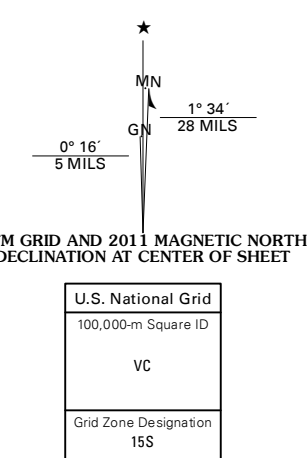 ★
MN
1° 34´
28 MILS
GN
0° 16´
5 MILS
TM GRID AND 2011 MAGNETIC NORTH
DECLINATION AT CENTER OF SHEET
U.S. National Grid
100,000-m Square ID
VC
Grid Zone Designation
15S